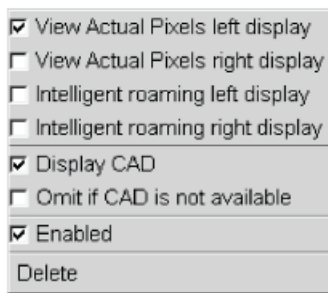 View Actual Pixels left display
View Actual Pixels right display
Intelligent roaming left display
Intelligent roaming right display
Display CAD
Omit if CAD is not available
Enabled
Delete